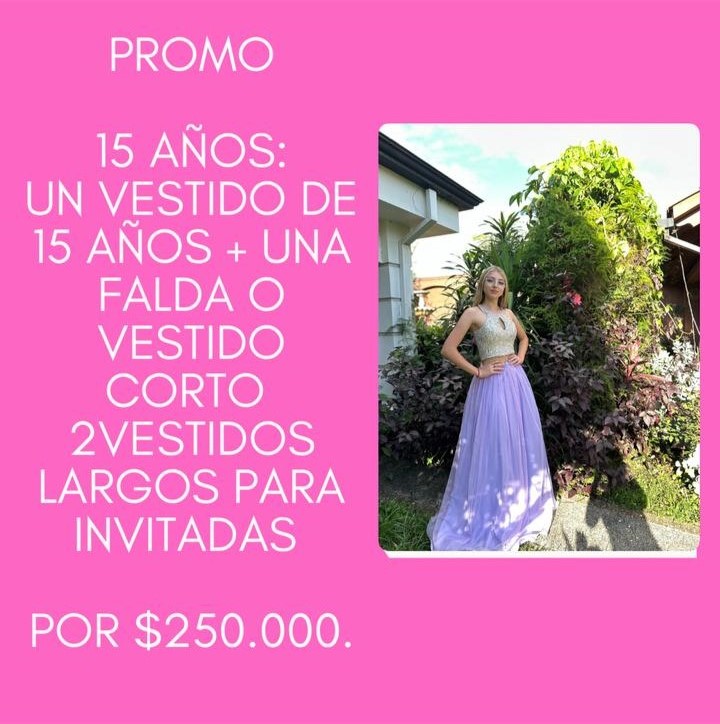 PROMO
15 AÑOS:
UN VESTIDO DE
15 AÑOS + UNA
FALDA O
VESTIDO
CORTO
2VESTIDOS
LARGOS PARA
INVITADAS
POR $250.000.